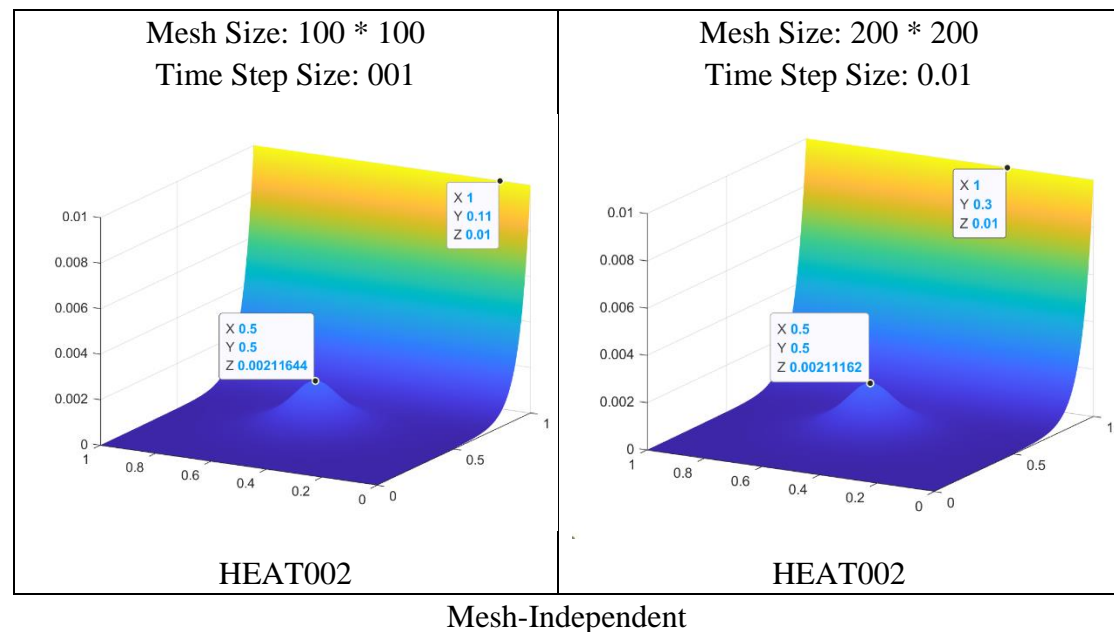 Mesh Size: 100 * 100
Time Step Size: 001
X 1
Y 0.11
Z 0.01
X 0.5
Y 0.5
Z 0.00211644
0.01
0.008
0.006
0.004
0.002
0
1
0.8
0.6
0.4
0.2
0
0
0.5
1
HEAT002
Mesh Size: 200 * 200
Time Step Size: 0.01
X 1
Y 0.3
Z 0.01
X 0.5
Y 0.5
Z 0.00211162
0.01
0.008
0.006
0.004
0.002
0
1
0.8
0.6
0.4
0.2
0
0
0.5
1
HEAT002
Mesh-Independent